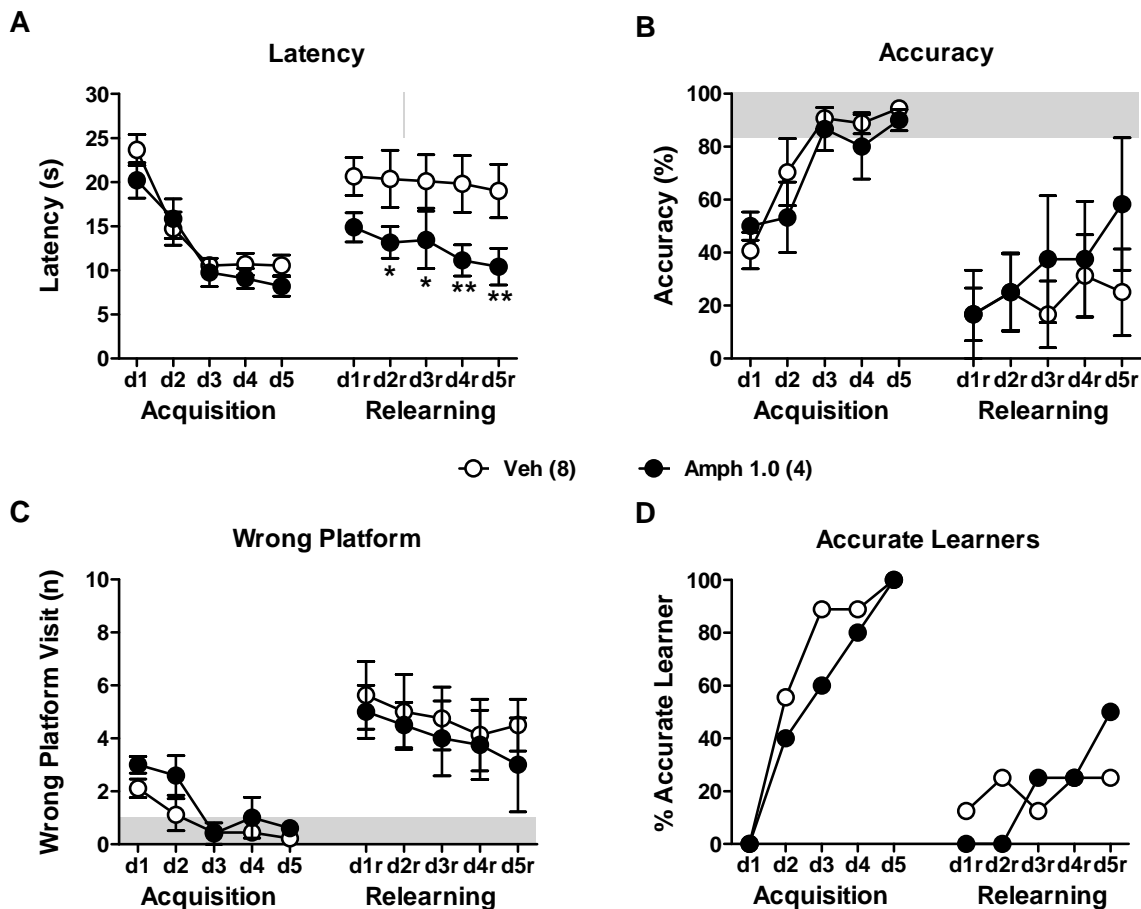 A
Latency
Latency (s)
30
25
20
15
10
5
0
*
*
**
**
d1 d2 d3 d4 d5 d1r d2r d3r d4r d5r
Acquisition Relearning
B
Accuracy
Accuracy (%)
100
80
60
40
20
0
d1 d2 d3 d4 d5 d1r d2r d3r d4r d5r
Acquisition Relearning
Veh (8) Amph 1.0 (4)
C
Wrong Platform
Wrong Platform Visit (n)
10
8
6
4
2
0
d1 d2 d3 d4 d5 d1r d2r d3r d4r d5r
Acquisition Relearning
D
Accurate Learners
% Accurate Learner
100
80
60
40
20
0
d1 d2 d3 d4 d5 d1r d2r d3r d4r d5r
Acquisition Relearning